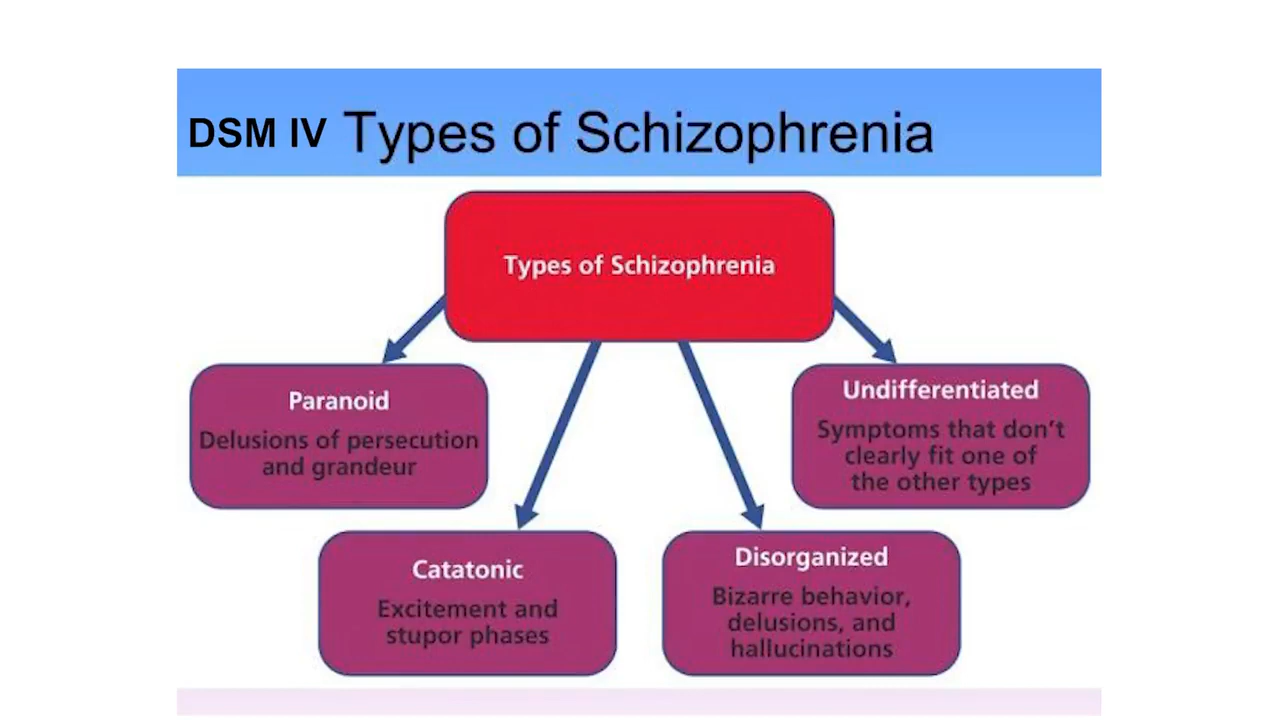 DSM IV Types of Schizophrenia
Types of Schizophrenia
Paranoid
Delusions of persecution
and grandeur
Undifferentiated
Symptoms that don't
clearly fit one of
the other types
Catatonic
Excitement and
stupor phases
Disorganized
Bizarre behavior,
delusions, and
hallucinations